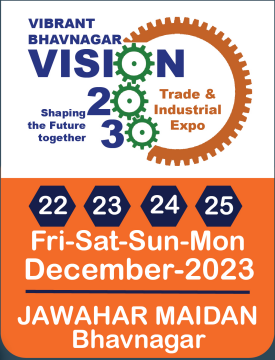 VIBRANT
BHAVNAGAR
VISION
2030
Shaping
the Future
together
Trade &
Industrial
Expo
22 23 24 25
Fri-Sat-Sun-Mon
December-2023
JAWAHAR MAIDAN
Bhavnagar